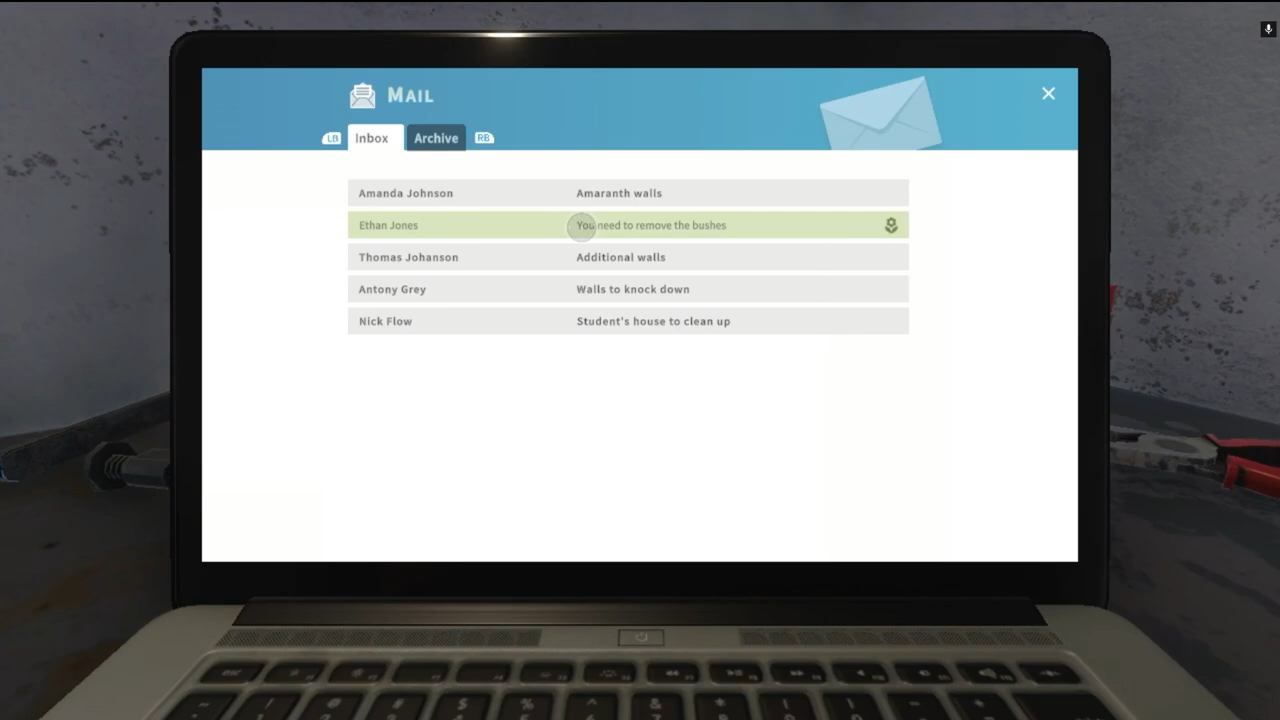 Mail
LB Inbox Archive RB
Amanda Johnson Amaranth walls
Ethan Jones You need to remove the bushes
Thomas Johanson Additional walls
Antony Grey Walls to knock down
Nick Flow Student's house to clean up
esc